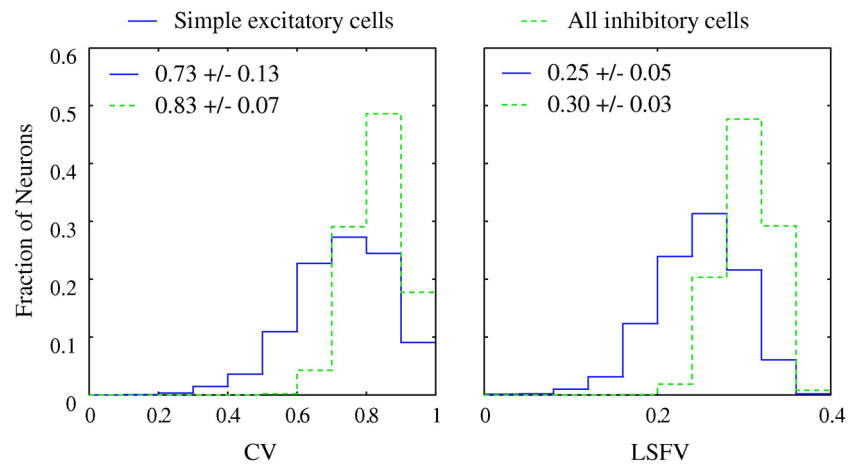 Simple excitatory cells
All inhibitory cells
0.6
0.5
0.4
0.3
0.2
0.1
0
Fraction of Neurons
0.73 +/- 0.13
0.83 +/- 0.07
0 0.2 0.4 0.6 0.8 1
CV
0.25 +/- 0.05
0.30 +/- 0.03
0 0.2 0.4
LSFV